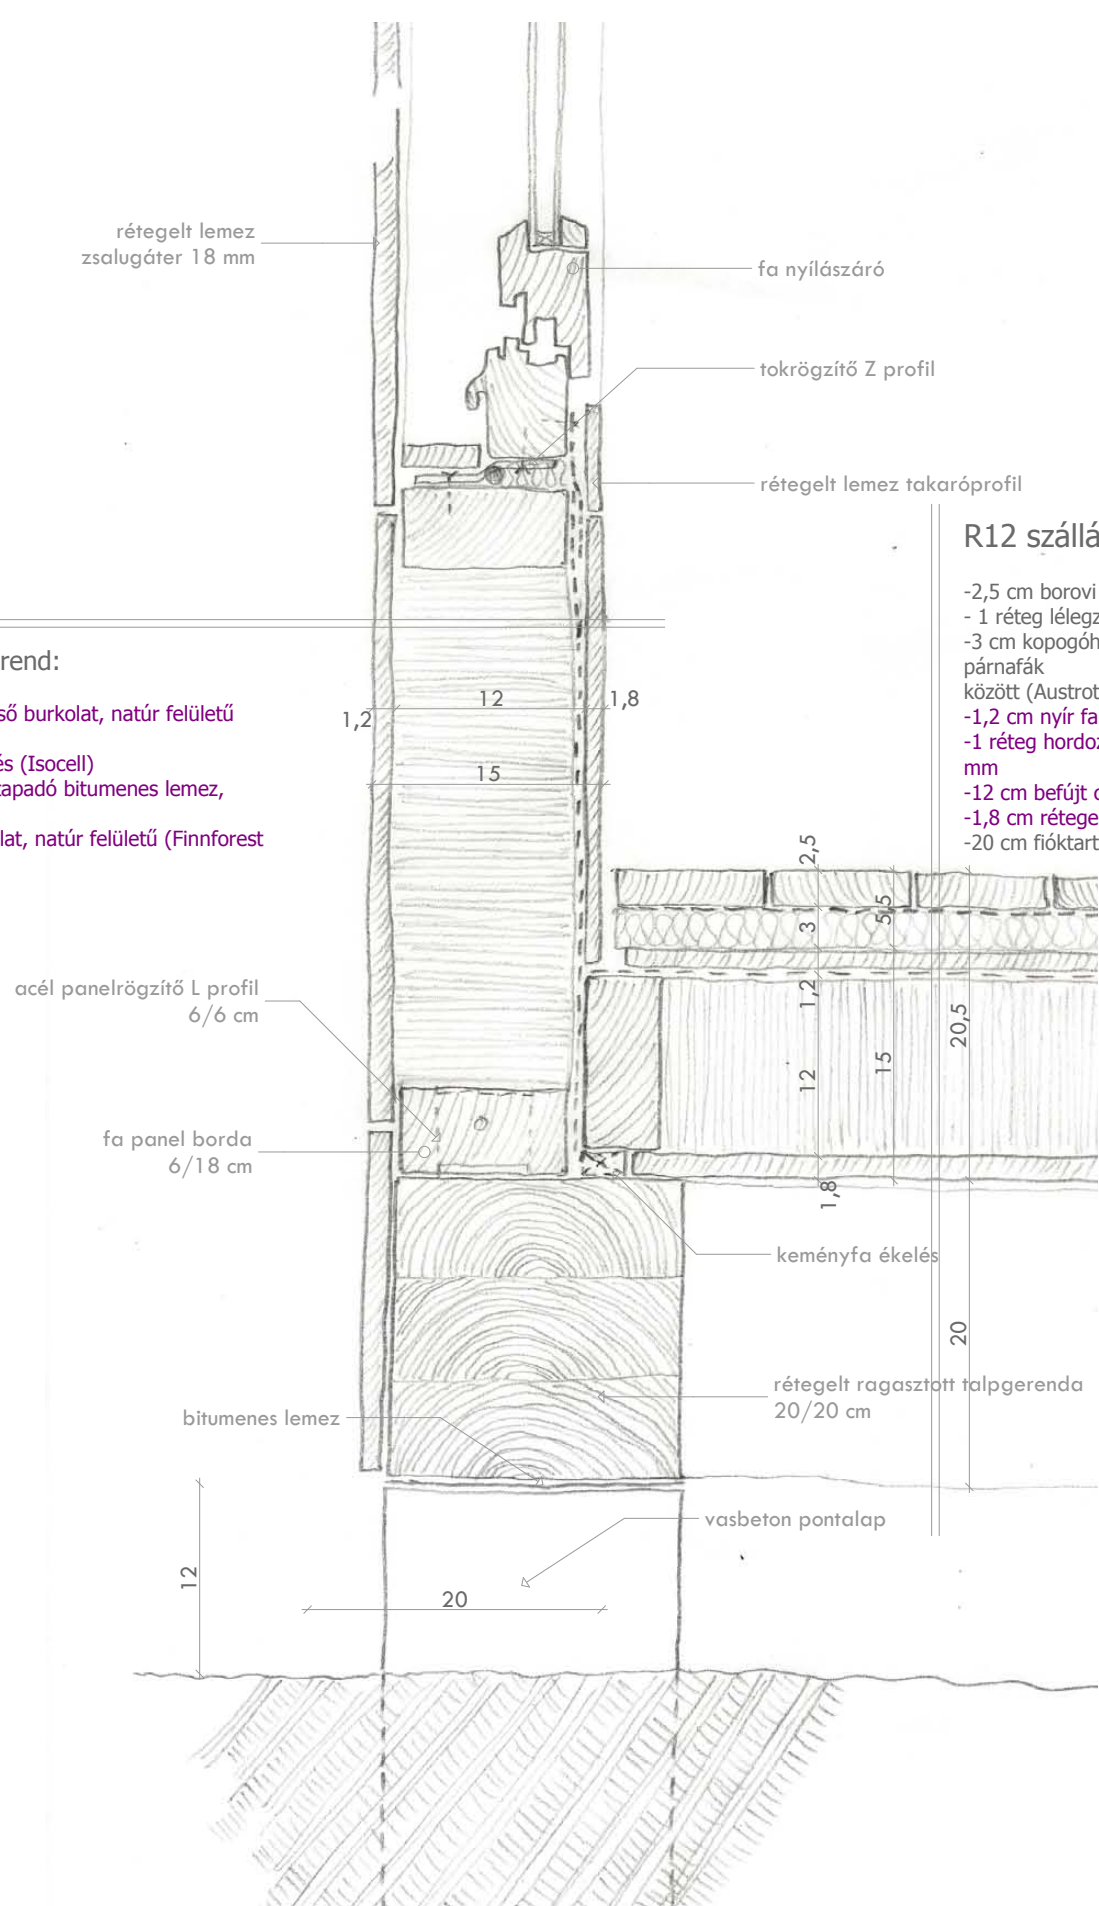 rétegelt lemez
zsalugáter 18 mm
fa nyílászáró
tokrögzítő Z profil
rétegelt lemez takaróprofil
R12 szállá
-2,5 cm borovi
- 1 réteg lélegz
-3 cm kopogóh
párnafák
között (Austrot
-1,2 cm nyír fa
-1 réteg hordoz
mm
-12 cm befújt c
-1,8 cm rétege
-20 cm fióktart
rend:
ső burkolat, natúr felületű
és (Isocell)
tapadó bitumenes lemez,
lat, natúr felületű (Finnforest
1,2
12
1,8
15
2,5
3
5,5
1,2
12
15
20,5
1,8
20
acél panelrögzítő L profil
6/6 cm
fa panel borda
6/18 cm
keményfa ékelés
rétegelt ragasztott talpgerenda
20/20 cm
bitumenes lemez
vasbeton pontalap
12
20